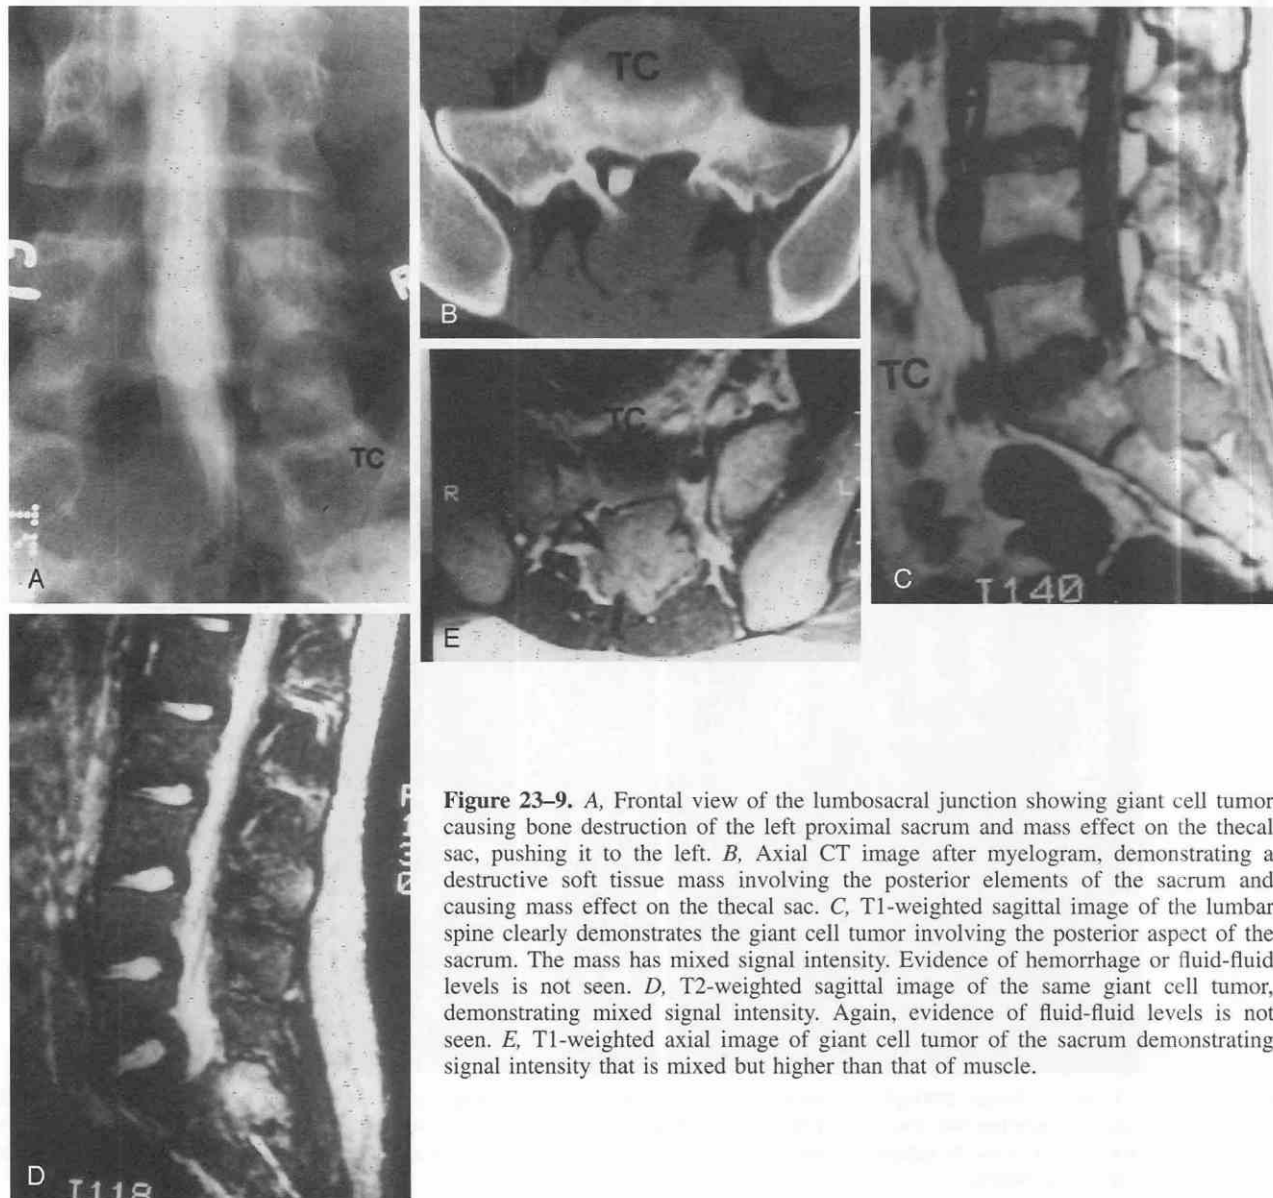 TC
R
TC
A
TC
B
TC
R
L
E
TC
C
I140
D
I118
Figure 23–9. A, Frontal view of the lumbosacral junction showing giant cell tumor
causing bone destruction of the left proximal sacrum and mass effect on the thecal
sac, pushing it to the left. B, Axial CT image after myelogram, demonstrating a
destructive soft tissue mass involving the posterior elements of the sacrum and
causing mass effect on the thecal sac. C, T1-weighted sagittal image of the lumbar
spine clearly demonstrates the giant cell tumor involving the posterior aspect of the
sacrum. The mass has mixed signal intensity. Evidence of hemorrhage or fluid-fluid
levels is not seen. D, T2-weighted sagittal image of the same giant cell tumor,
demonstrating mixed signal intensity. Again, evidence of fluid-fluid levels is not
seen. E, T1-weighted axial image of giant cell tumor of the sacrum demonstrating
signal intensity that is mixed but higher than that of muscle.